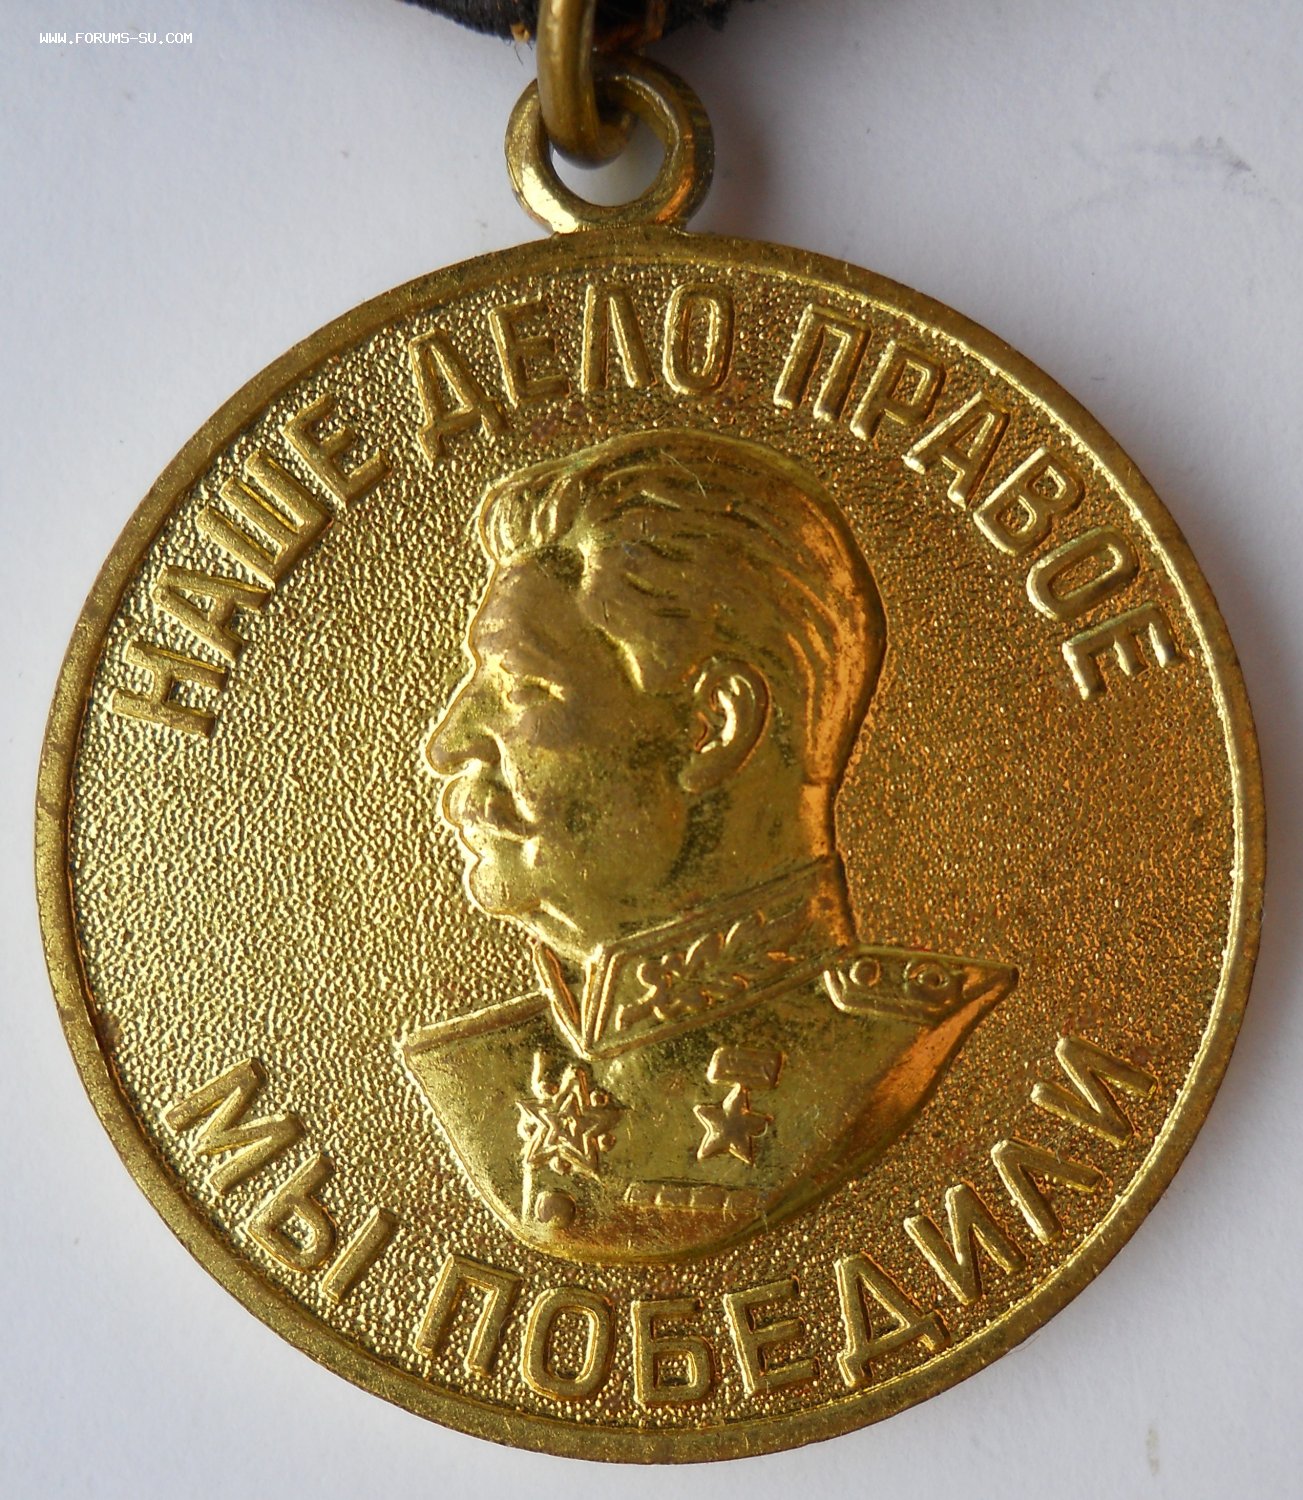 WWW.FORUMS-SU.COM
НАШЕ ДЕЛО ПРАВОЕ
МЫ ПОБЕДИЛИ